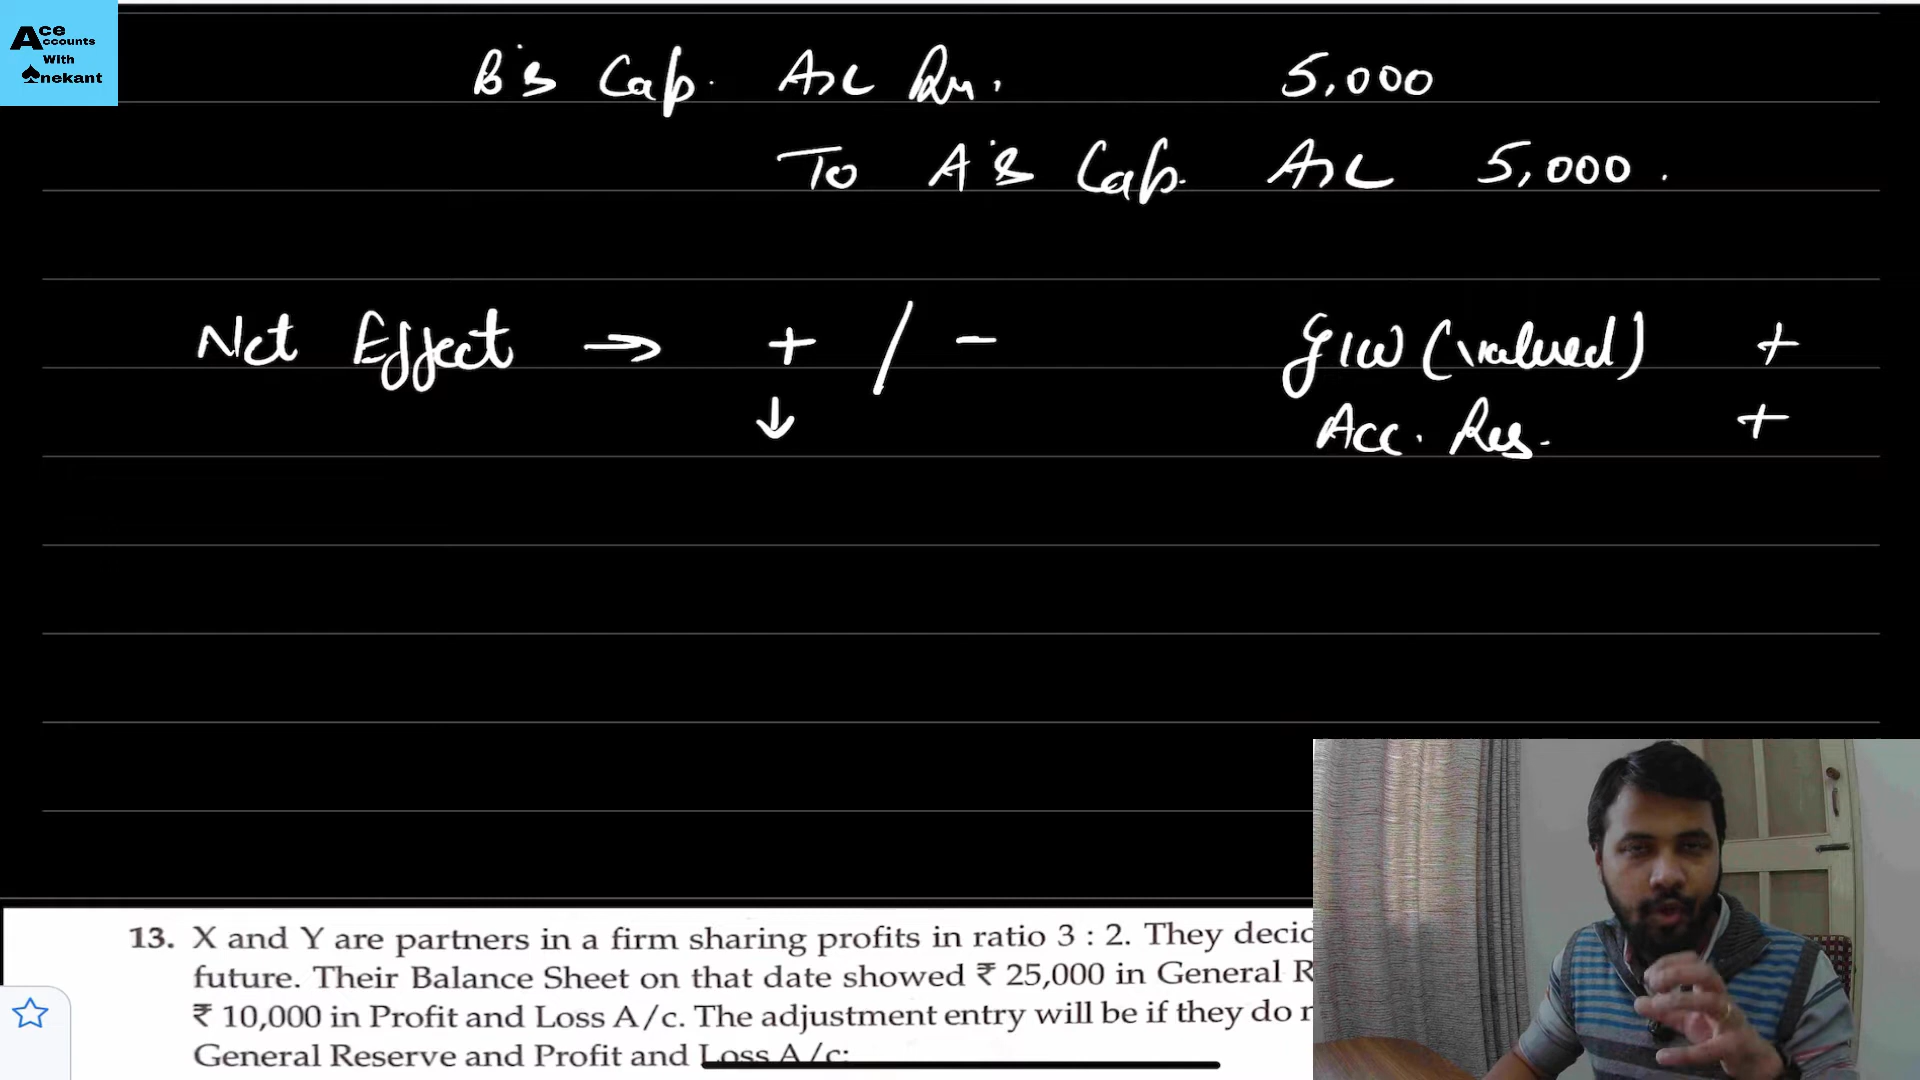 Ace
Accounts
With
Anekant
B's Cap. A/c Dr. 5,000
To A's Cap. A/c 5,000.
Net Effect → + / - g/w (valued) +
↓ Acc. Res. +
13. X and Y are partners in a firm sharing profits in ratio 3 : 2. They decid
future. Their Balance Sheet on that date showed ₹ 25,000 in General R
₹ 10,000 in Profit and Loss A/c. The adjustment entry will be if they do n
General Reserve and Profit and Loss A/c: